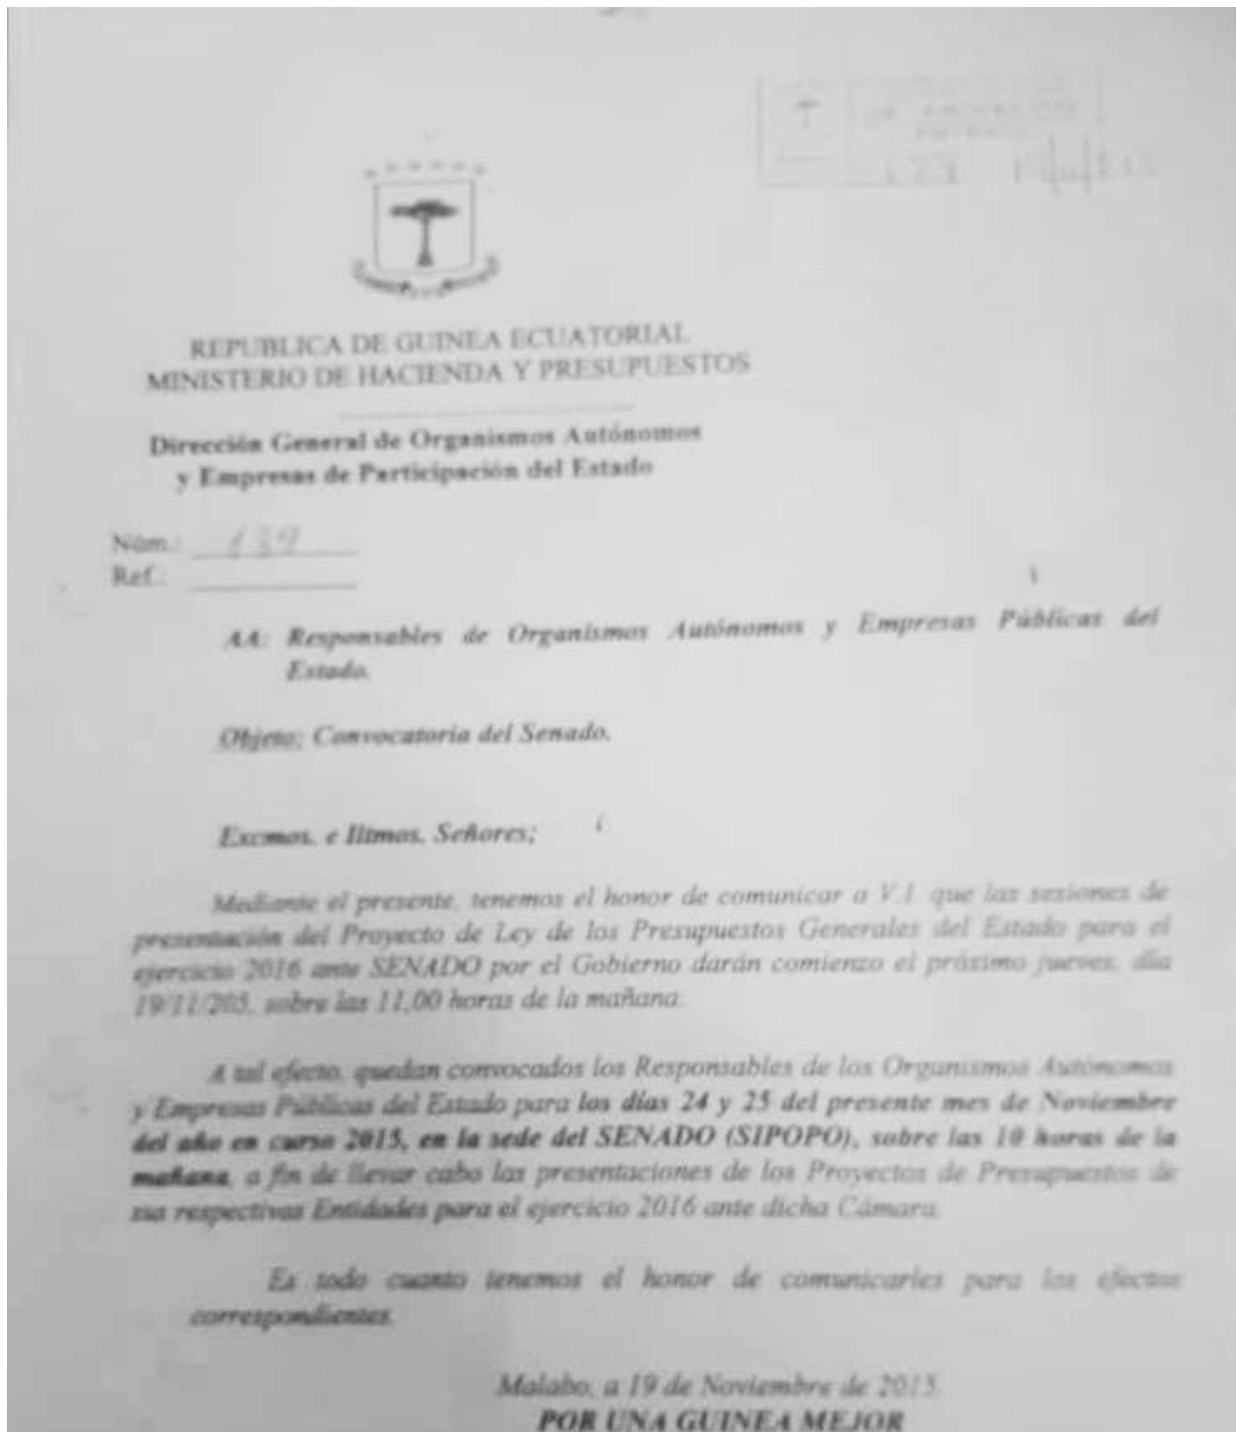 REPUBLICA DE GUINEA ECUATORIAL
MINISTERIO DE HACIENDA Y PRESUPUESTOS
Dirección General de Organismos Autónomos
y Empresas de Participación del Estado
Núm.:
Ref.:
AA: Responsables de Organismos Autónomos y Empresas Públicas del
Estado.
Objeto: Convocatoria del Senado.
Excmos. e Iltmos. Señores;
Mediante el presente, tenemos el honor de comunicar a V.I. que las sesiones de
presentación del Proyecto de Ley de los Presupuestos Generales del Estado para el
ejercicio 2016 ante SENADO por el Gobierno darán comienzo el próximo jueves, día
19/11/205, sobre las 11,00 horas de la mañana.
A tal efecto, quedan convocados los Responsables de los Organismos Autónomos
y Empresas Públicas del Estado para los días 24 y 25 del presente mes de Noviembre
del año en curso 2015, en la sede del SENADO (SIPOPO), sobre las 10 horas de la
mañana, a fin de llevar cabo las presentaciones de los Proyectos de Presupuestos de
sus respectivas Entidades para el ejercicio 2016 ante dicha Cámara.
Es todo cuanto tenemos el honor de comunicarles para los efectos
correspondientes.
Malabo, a 19 de Noviembre de 2015.
POR UNA GUINEA MEJOR